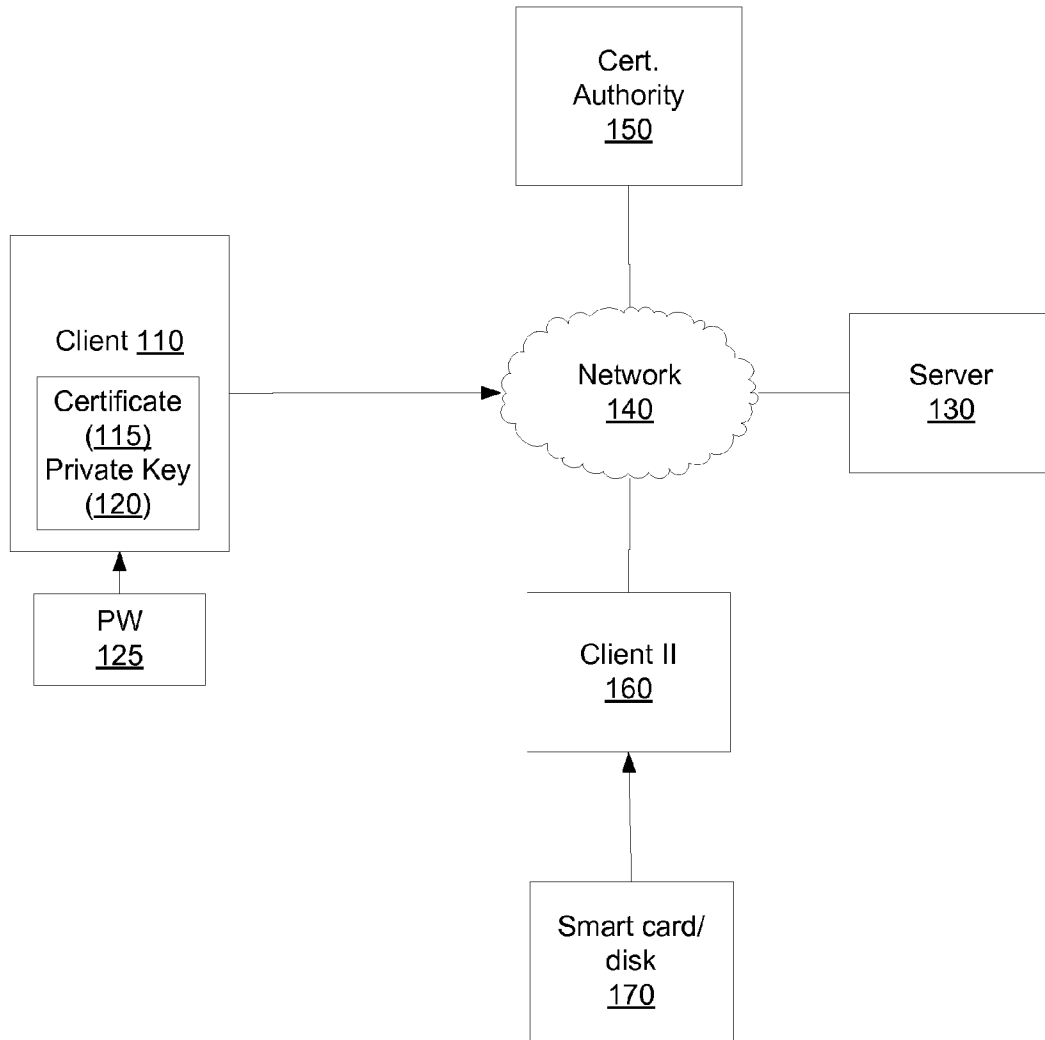 Cert.
Authority
150
Client 110
Certificate
(115)
Private Key
(120)
PW
125
Network
140
Server
130
Client II
160
Smart card/
disk
170